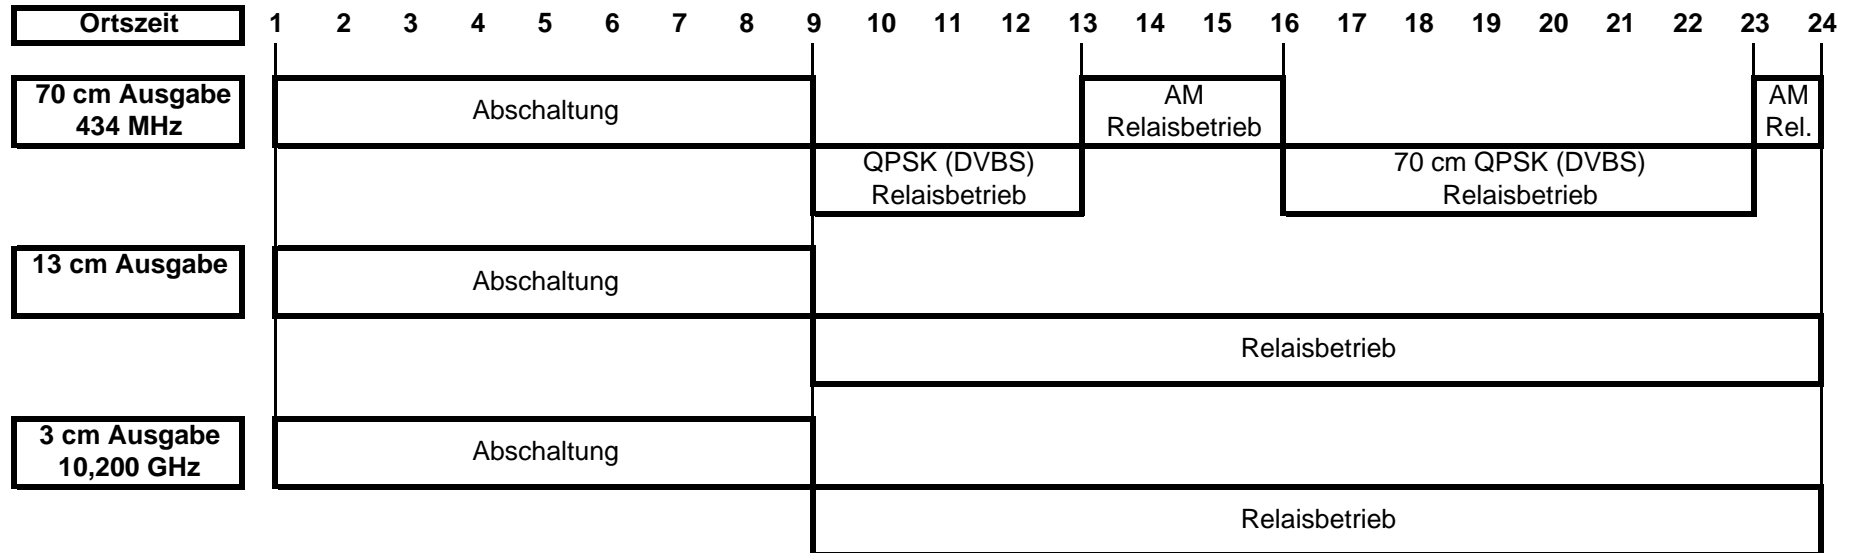 Ortszeit 1 2 3 4 5 6 7 8 9 10 11 12 13 14 15 16 17 18 19 20 21 22 23 24
70 cm Ausgabe
434 MHz
Abschaltung
AM
Relaisbetrieb
AM
Rel.
QPSK (DVBS)
Relaisbetrieb
70 cm QPSK (DVBS)
Relaisbetrieb
13 cm Ausgabe
Abschaltung
Relaisbetrieb
3 cm Ausgabe
10,200 GHz
Abschaltung
Relaisbetrieb